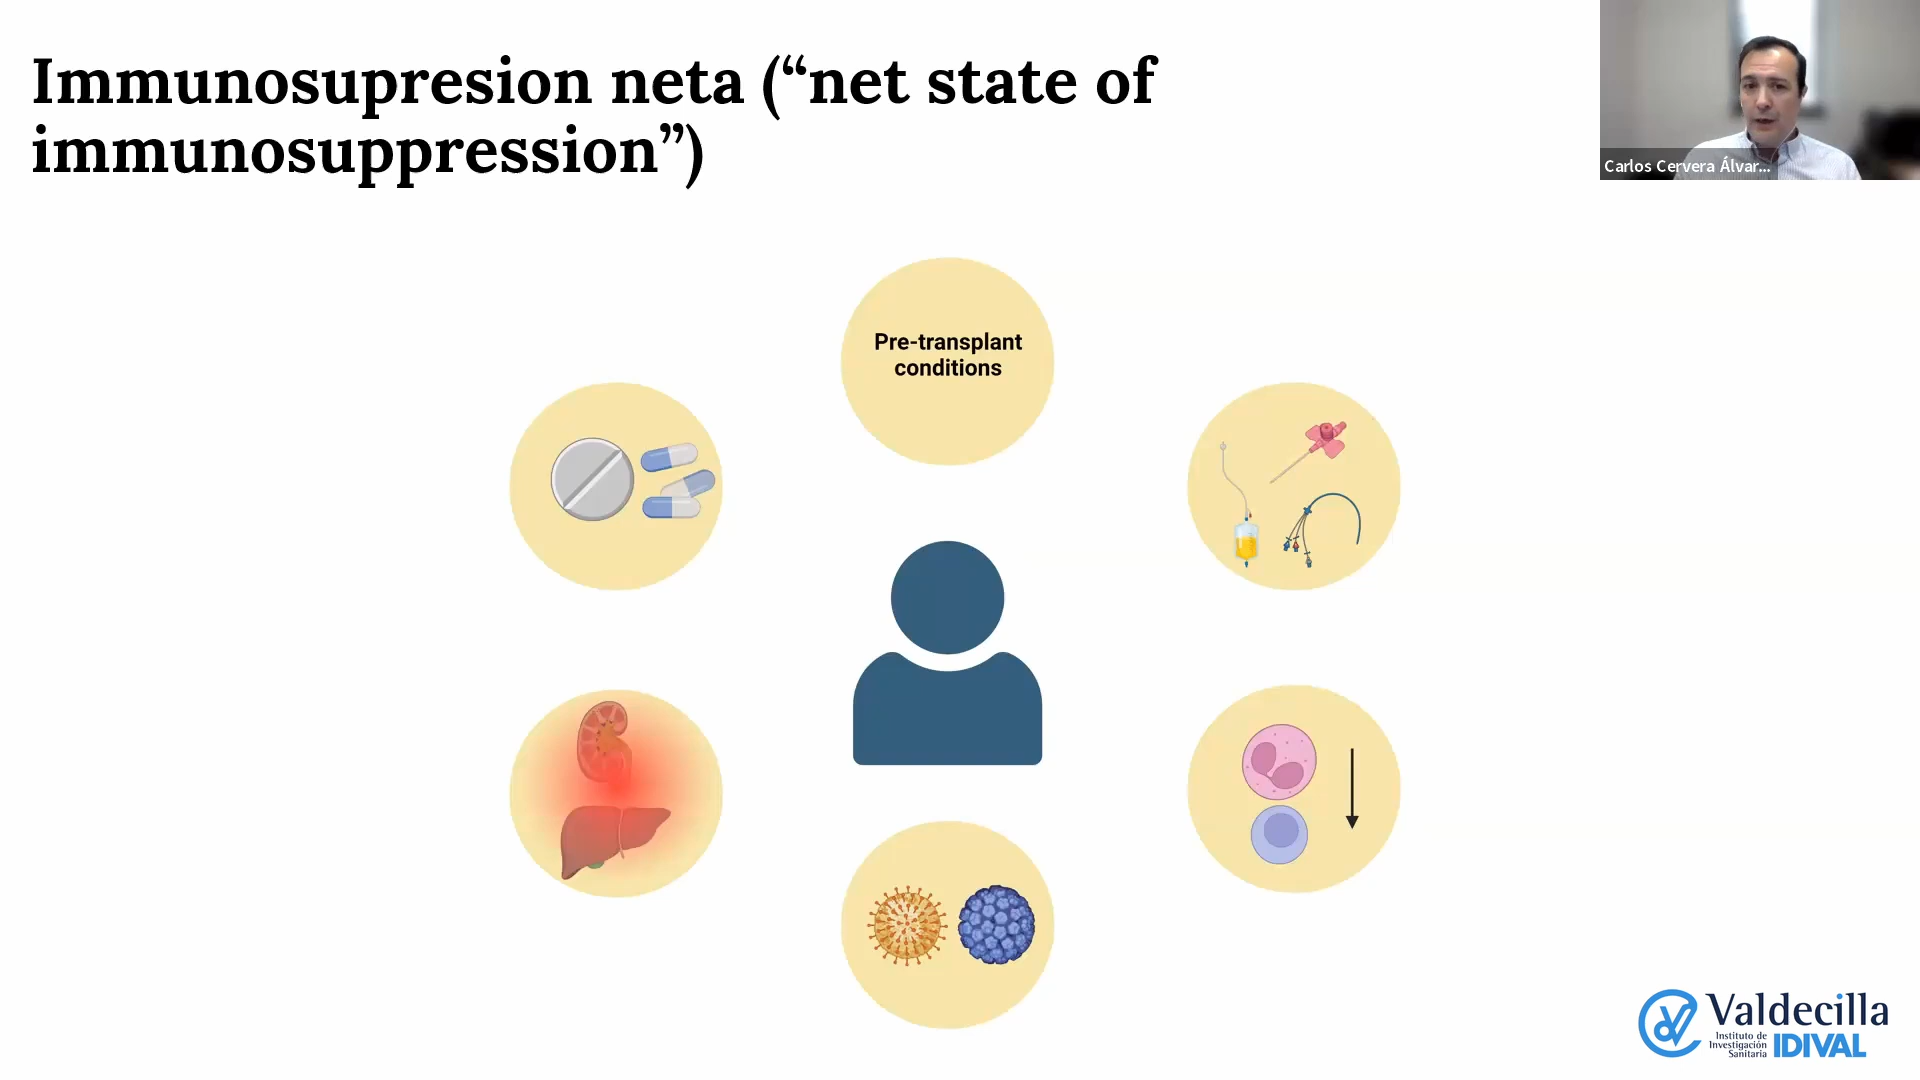 Immunosupresion neta (“net state of
immunosuppression”)
Carlos Cervera Álvar...
Pre-transplant
conditions
Valdecilla
Instituto de
Investigación
Sanitaria
IDIVAL